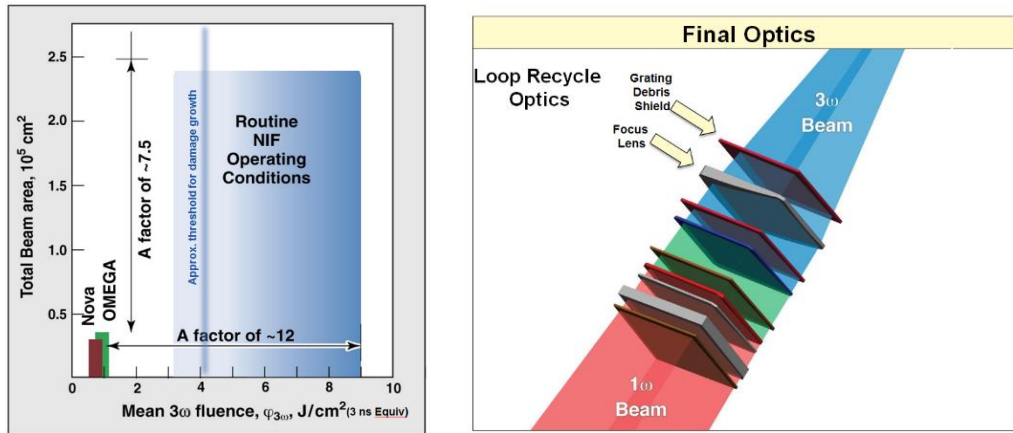 2.5
2.0
1.5
1.0
0.5
Total Beam area, 10⁵ cm²
A factor of ~7.5
Approx. threshold for damage growth
Routine
NIF
Operating
Conditions
Nova
OMEGA
A factor of ~12
0 2 4 6 8 10
Mean 3ω fluence, φ3ω, J/cm² (3 ns Equiv)
Final Optics
Loop Recycle
Optics
Grating
Debris
Shield
Focus
Lens
3ω
Beam
1ω
Beam